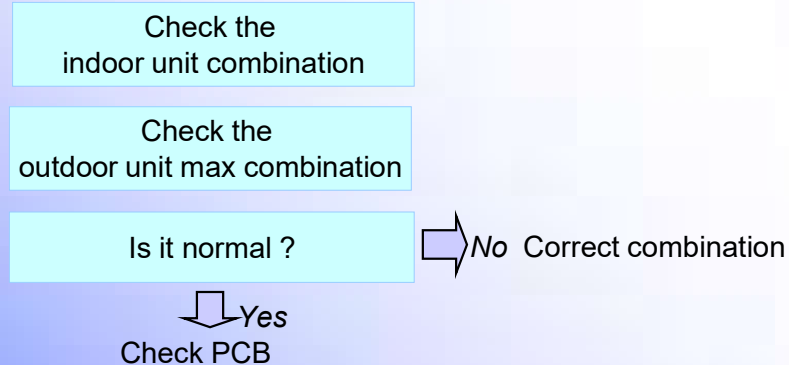 Check the
indoor unit combination
Check the
outdoor unit max combination
Is it normal ?
No Correct combination
Yes
Check PCB